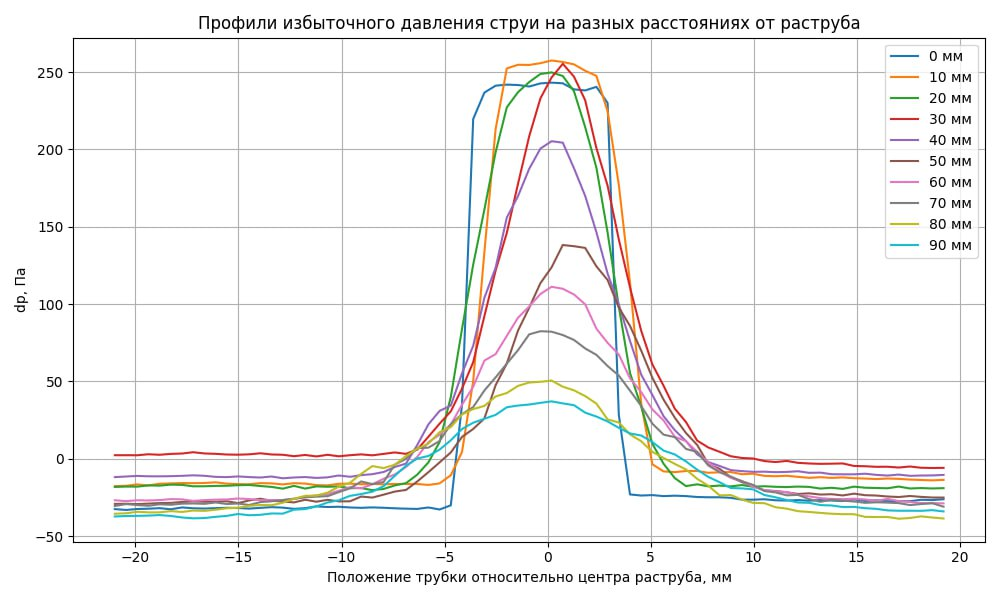 Профили избыточного давления струи на разных расстояниях от раструба
dp, Па
250
200
150
100
50
0
−50
−20
−15
−10
−5
0
5
10
15
20
Положение трубки относительно центра раструба, мм
0 мм
10 мм
20 мм
30 мм
40 мм
50 мм
60 мм
70 мм
80 мм
90 мм